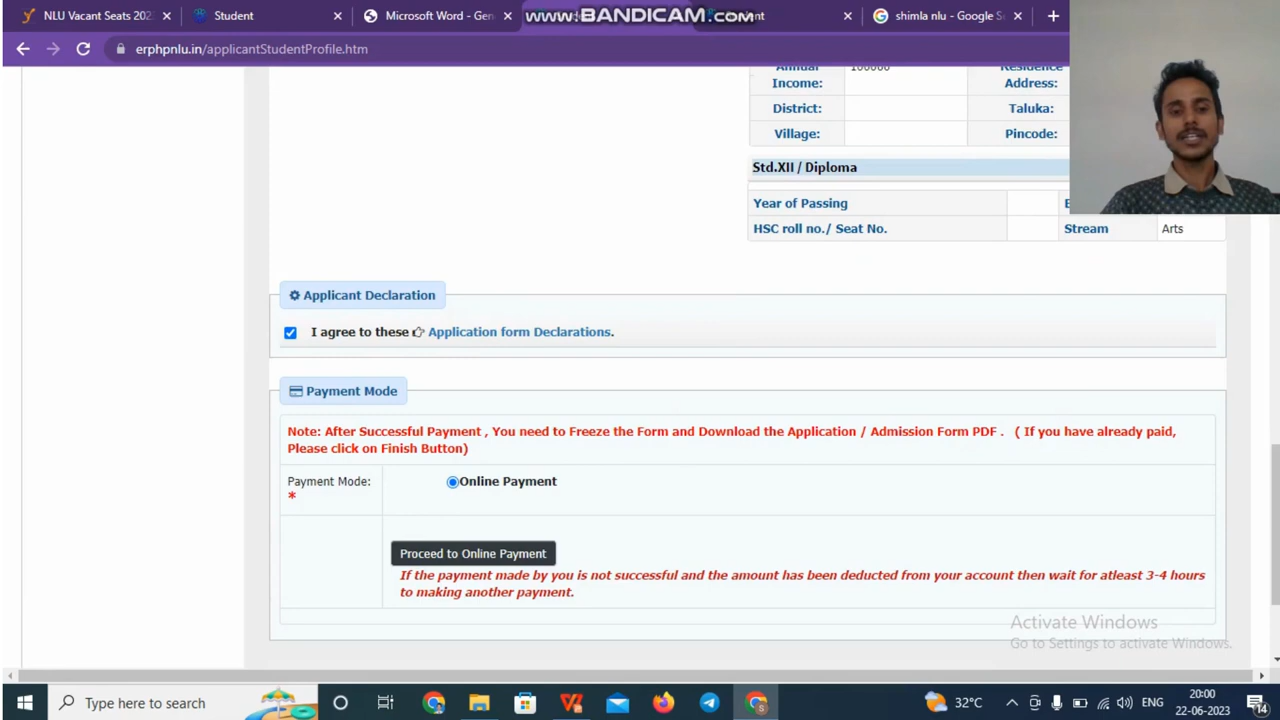 NLU Vacant Seats 202
Student
Microsoft Word - Gen
www.BANDICAM.com
shimla nlu - Google S
erphpnlu.in/applicantStudentProfile.htm
Annual Income:
100000
Residence Address:
District:
Taluka:
Village:
Pincode:
Std.XII / Diploma
Year of Passing
HSC roll no./ Seat No.
Stream
Arts
Applicant Declaration
I agree to these Application form Declarations.
Payment Mode
Note: After Successful Payment , You need to Freeze the Form and Download the Application / Admission Form PDF . ( If you have already paid,
Please click on Finish Button)
Payment Mode:
*
Online Payment
Proceed to Online Payment
If the payment made by you is not successful and the amount has been deducted from your account then wait for atleast 3-4 hours
to making another payment.
Activate Windows
Go to Settings to activate Windows.
Type here to search
32°C
ENG
20:00
22-06-2023
14